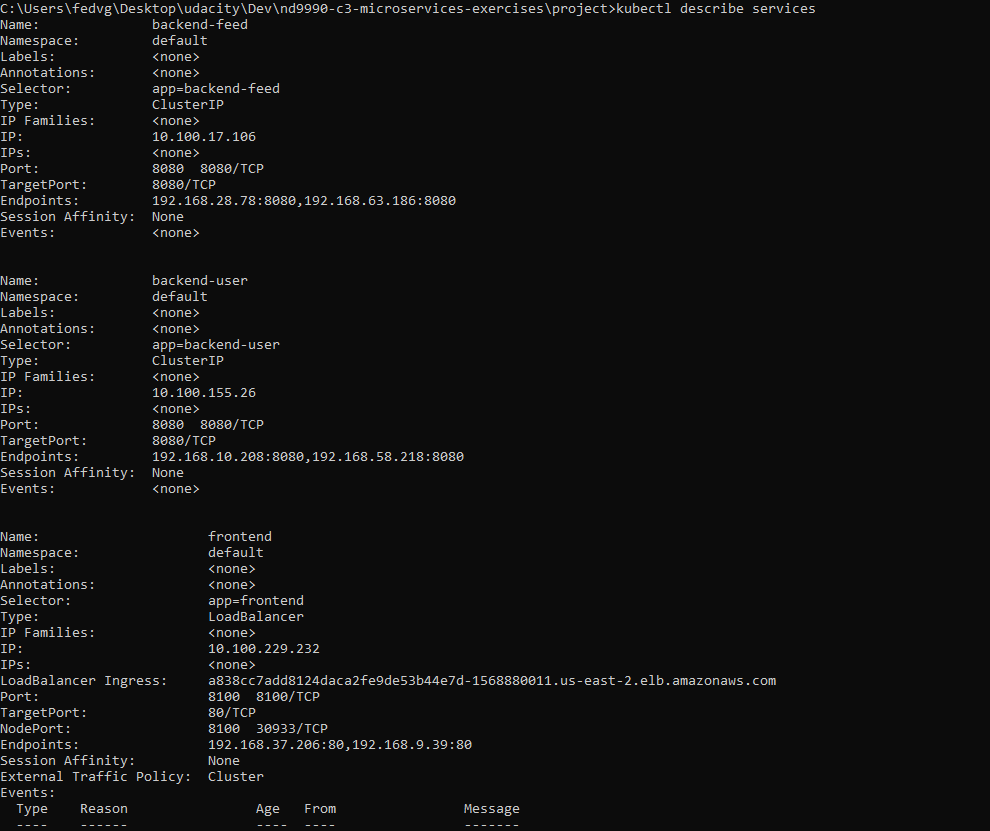 C:\Users\fedvg\Desktop\udacity\Dev\nd9990-c3-microservices-exercises\project>kubectl describe services
Name:              backend-feed
Namespace:         default
Labels:            <none>
Annotations:       <none>
Selector:          app=backend-feed
Type:              ClusterIP
IP Families:       <none>
IP:                10.100.17.106
IPs:               <none>
Port:              8080  8080/TCP
TargetPort:        8080/TCP
Endpoints:         192.168.28.78:8080,192.168.63.186:8080
Session Affinity:  None
Events:            <none>
Name:              backend-user
Namespace:         default
Labels:            <none>
Annotations:       <none>
Selector:          app=backend-user
Type:              ClusterIP
IP Families:       <none>
IP:                10.100.155.26
IPs:               <none>
Port:              8080  8080/TCP
TargetPort:        8080/TCP
Endpoints:         192.168.10.208:8080,192.168.58.218:8080
Session Affinity:  None
Events:            <none>
Name:                     frontend
Namespace:                default
Labels:                   <none>
Annotations:              <none>
Selector:                 app=frontend
Type:                     LoadBalancer
IP Families:              <none>
IP:                       10.100.229.232
IPs:                      <none>
LoadBalancer Ingress:     a838cc7add8124daca2fe9de53b44e7d-1568880011.us-east-2.elb.amazonaws.com
Port:                     8100  8100/TCP
TargetPort:               80/TCP
NodePort:                 8100  30933/TCP
Endpoints:                192.168.37.206:80,192.168.9.39:80
Session Affinity:         None
External Traffic Policy:  Cluster
Events:
  Type    Reason                Age   From                Message
  ----    ------                ----  ----                -------